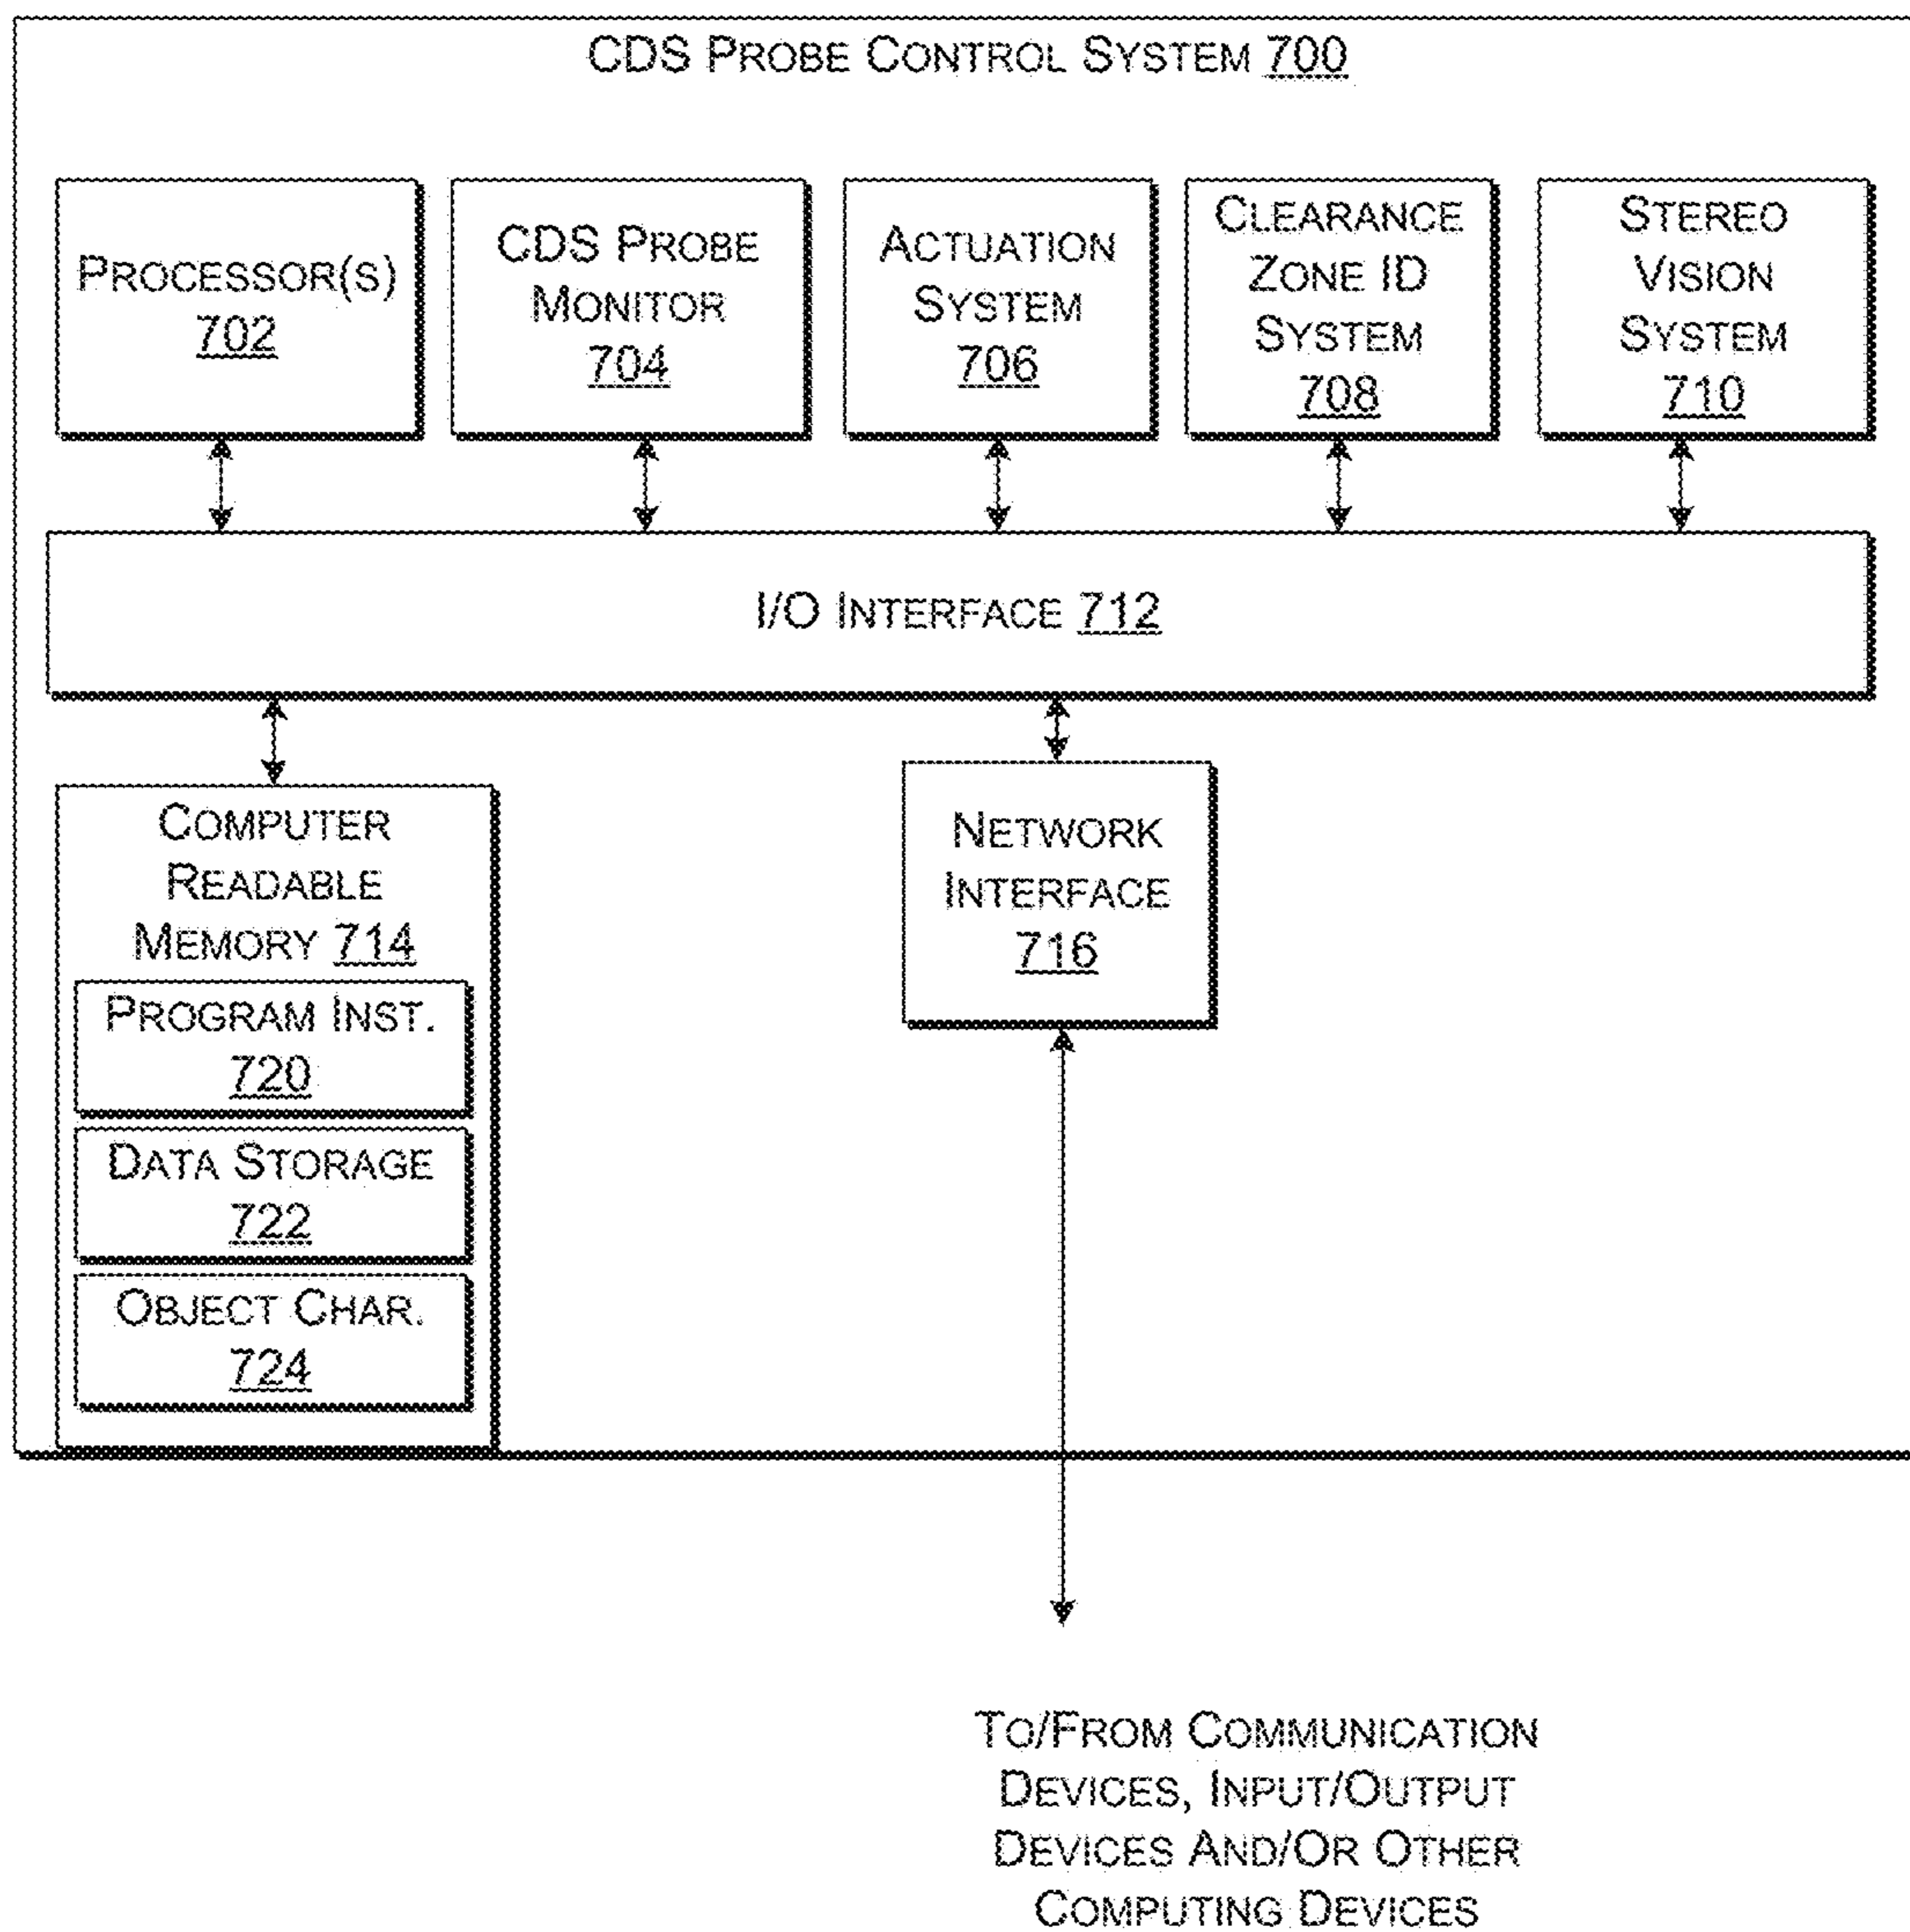 CDS PROBE CONTROL SYSTEM 700
PROCESSOR(S)
702
CDS PROBE
MONITOR
704
ACTUATION
SYSTEM
706
CLEARANCE
ZONE ID
SYSTEM
708
STEREO
VISION
SYSTEM
710
I/O INTERFACE 712
COMPUTER
READABLE
MEMORY 714
PROGRAM INST.
720
DATA STORAGE
722
OBJECT CHAR.
724
NETWORK
INTERFACE
716
TO/FROM COMMUNICATION
DEVICES, INPUT/OUTPUT
DEVICES AND/OR OTHER
COMPUTING DEVICES